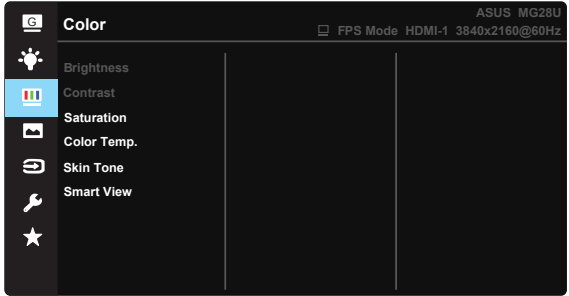 G
Color
ASUS MG28U
FPS Mode HDMI-1 3840x2160@60Hz
Brightness
Contrast
Saturation
Color Temp.
Skin Tone
Smart View